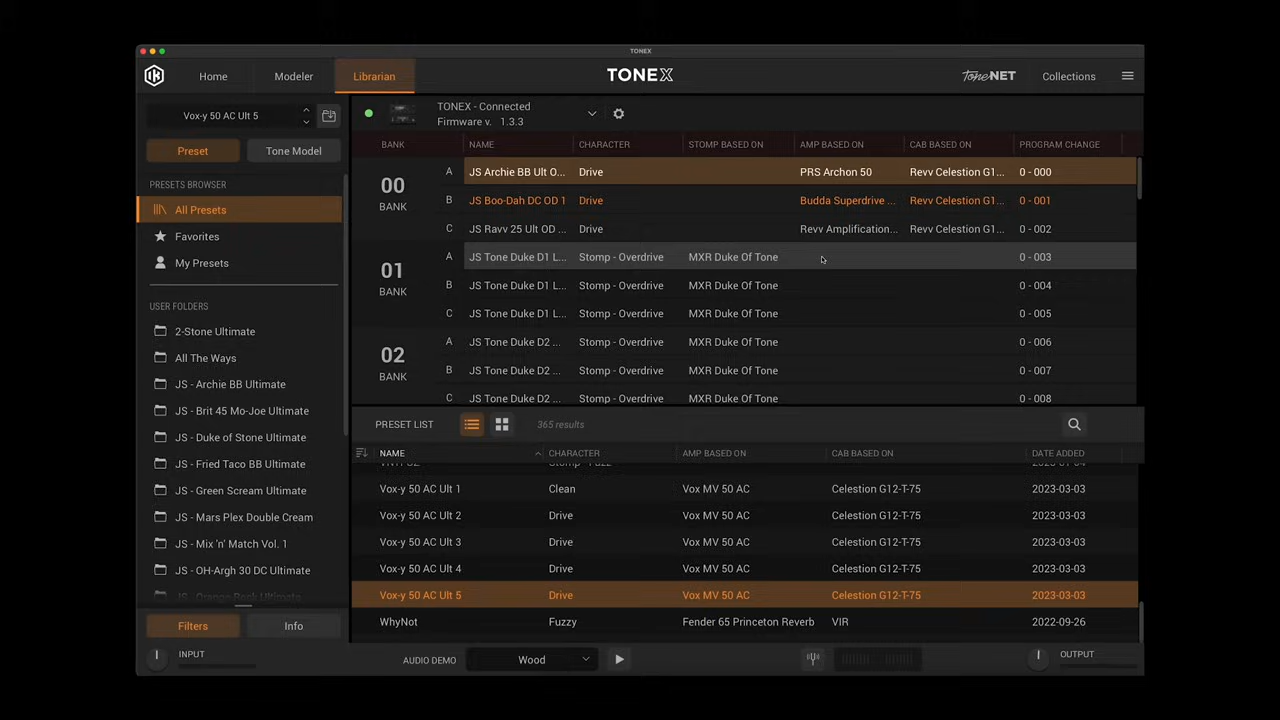 TONEX
Home Modeler Librarian
TONEX
ToneNET Collections
Vox-y 50 AC Ult 5
TONEX - Connected
Firmware v. 1.3.3
Preset Tone Model
BANK NAME CHARACTER STOMP BASED ON AMP BASED ON CAB BASED ON PROGRAM CHANGE
00 BANK
A JS Archie BB Ult O... Drive PRS Archon 50 Revv Celestion G1... 0 - 000
B JS Boo-Dah DC OD 1 Drive Budda Superdrive ... Revv Celestion G1... 0 - 001
C JS Ravv 25 Ult OD ... Drive Revv Amplification... Revv Celestion G1... 0 - 002
01 BANK
A JS Tone Duke D1 L... Stomp - Overdrive MXR Duke Of Tone 0 - 003
B JS Tone Duke D1 L... Stomp - Overdrive MXR Duke Of Tone 0 - 004
C JS Tone Duke D1 L... Stomp - Overdrive MXR Duke Of Tone 0 - 005
02 BANK
A JS Tone Duke D2 ... Stomp - Overdrive MXR Duke Of Tone 0 - 006
B JS Tone Duke D2 ... Stomp - Overdrive MXR Duke Of Tone 0 - 007
C JS Tone Duke D2 ... Stomp - Overdrive MXR Duke Of Tone 0 - 008
PRESETS BROWSER
All Presets
Favorites
My Presets
USER FOLDERS
2-Stone Ultimate
All The Ways
JS - Archie BB Ultimate
JS - Brit 45 Mo-Joe Ultimate
JS - Duke of Stone Ultimate
JS - Fried Taco BB Ultimate
JS - Green Scream Ultimate
JS - Mars Plex Double Cream
JS - Mix 'n' Match Vol. 1
JS - OH-Argh 30 DC Ultimate
JS - Orange Rock Ultimate
Filters Info
PRESET LIST 365 results
NAME CHARACTER AMP BASED ON CAB BASED ON DATE ADDED
Vox-y 50 AC Ult 1 Clean Vox MV 50 AC Celestion G12-T-75 2023-03-03
Vox-y 50 AC Ult 2 Drive Vox MV 50 AC Celestion G12-T-75 2023-03-03
Vox-y 50 AC Ult 3 Drive Vox MV 50 AC Celestion G12-T-75 2023-03-03
Vox-y 50 AC Ult 4 Drive Vox MV 50 AC Celestion G12-T-75 2023-03-03
Vox-y 50 AC Ult 5 Drive Vox MV 50 AC Celestion G12-T-75 2023-03-03
WhyNot Fuzzy Fender 65 Princeton Reverb VIR 2022-09-26
INPUT AUDIO DEMO Wood OUTPUT